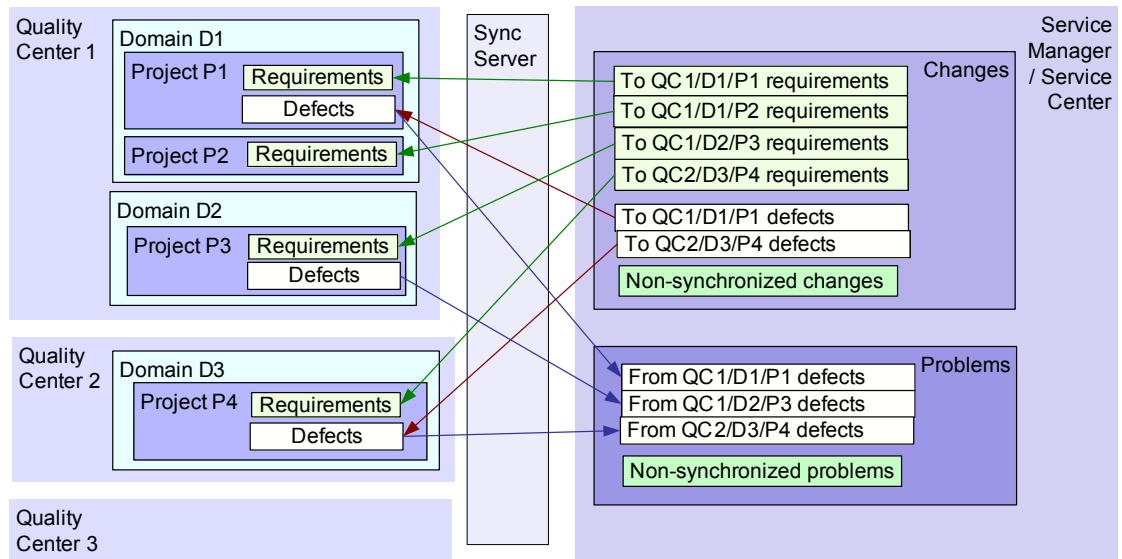 Quality
Center 1
Domain D1
Project P1
Requirements
Defects
Project P2
Requirements
Domain D2
Project P3
Requirements
Defects
Quality
Center 2
Domain D3
Project P4
Requirements
Defects
Quality
Center 3
Sync
Server
Service
Manager
/ Service
Center
Changes
To QC1/D1/P1 requirements
To QC1/D1/P2 requirements
To QC1/D2/P3 requirements
To QC2/D3/P4 requirements
To QC1/D1/P1 defects
To QC2/D3/P4 defects
Non-synchronized changes
Problems
From QC1/D1/P1 defects
From QC1/D2/P3 defects
From QC2/D3/P4 defects
Non-synchronized problems